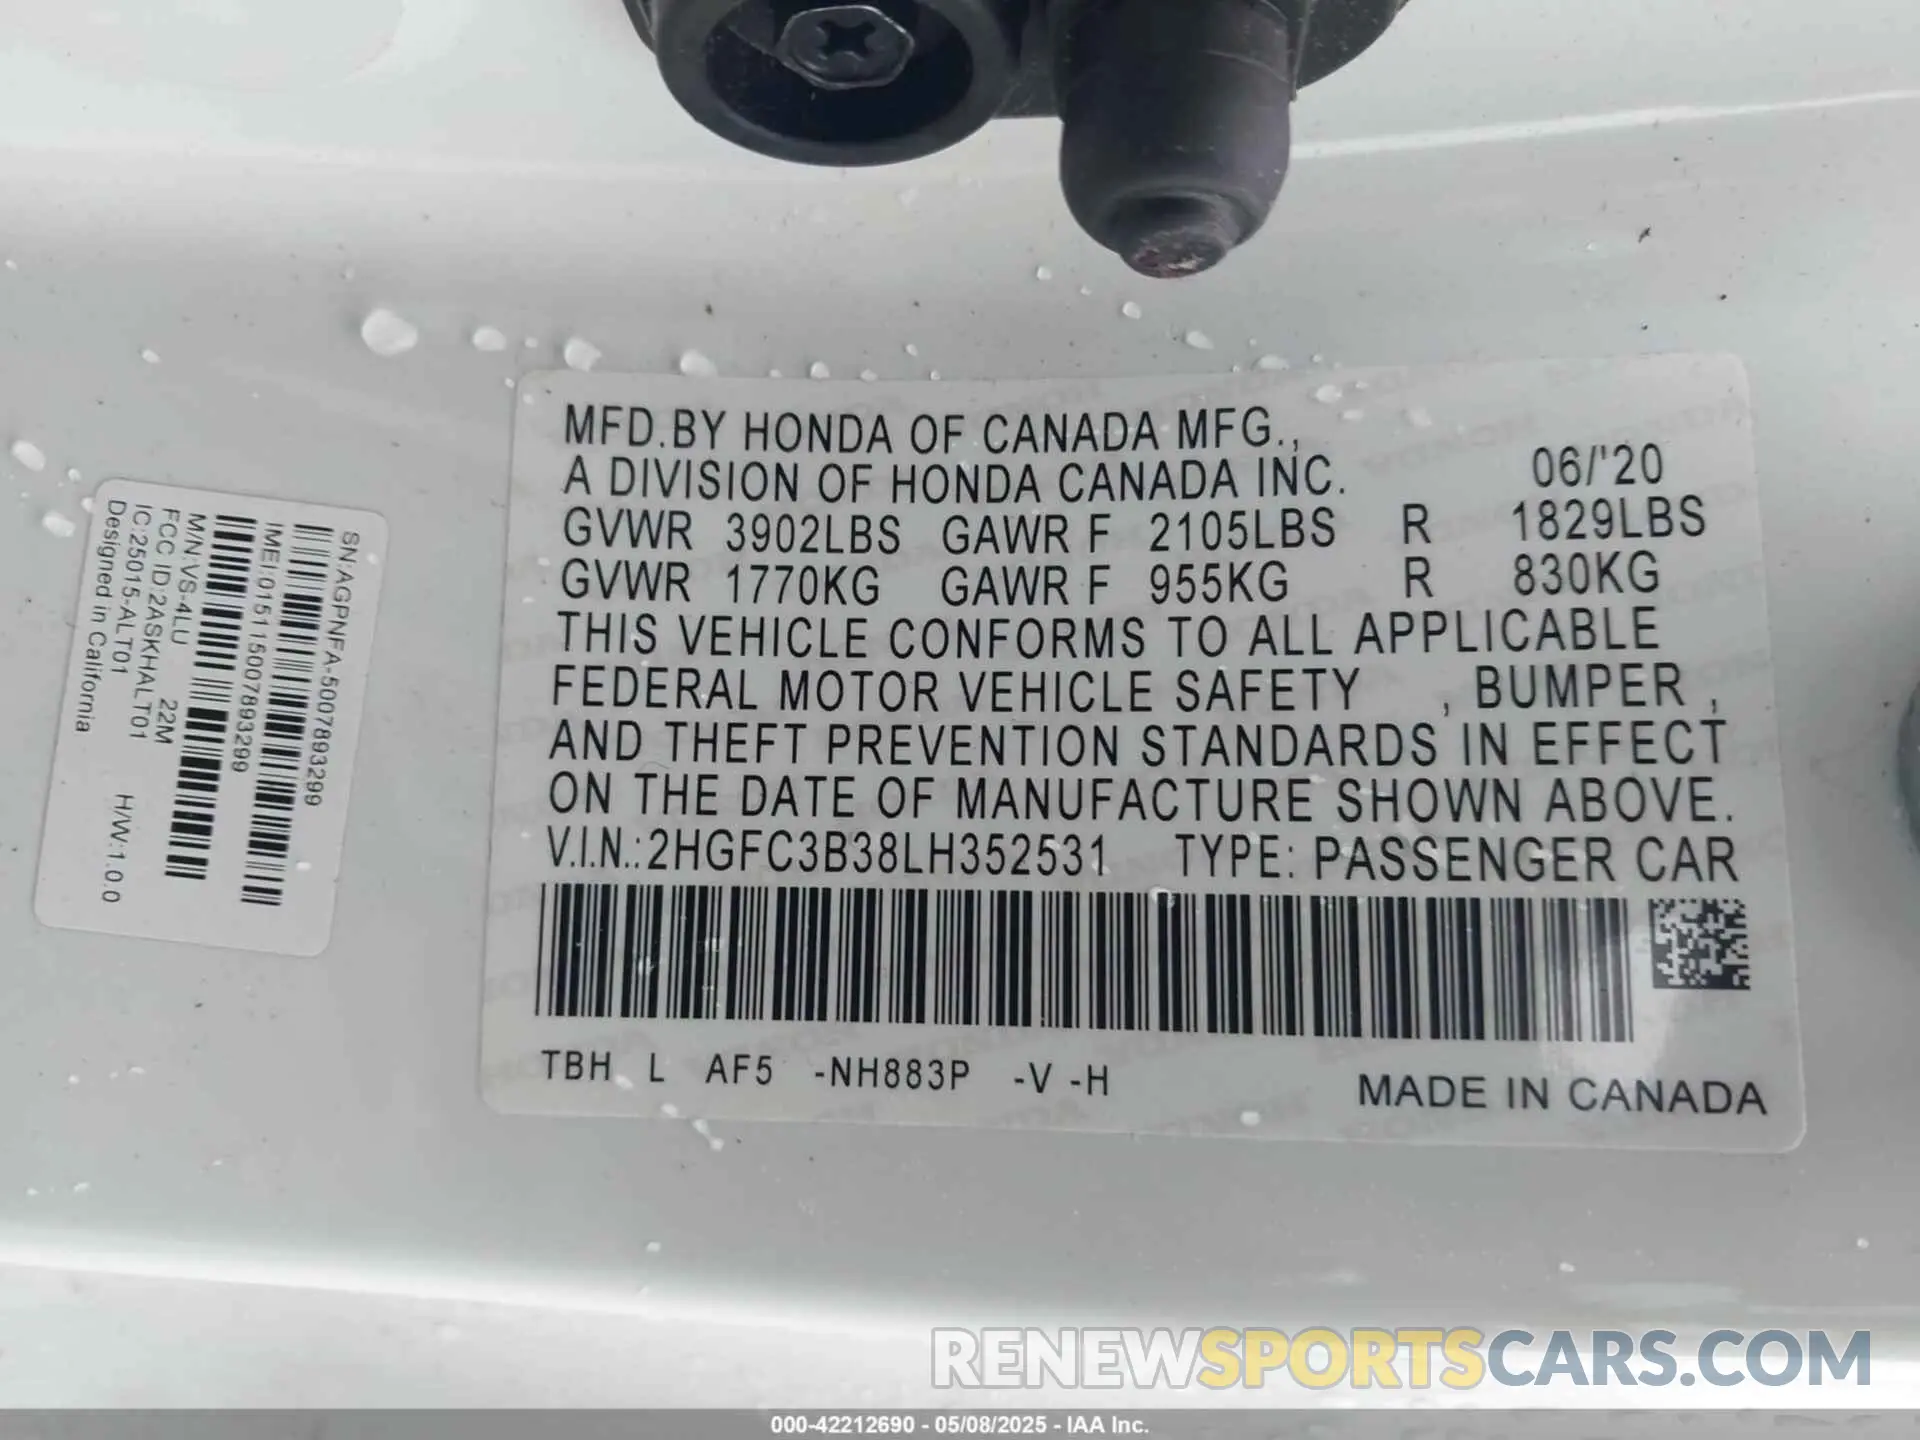 MFD.BY HONDA OF CANADA MFG.,
A DIVISION OF HONDA CANADA INC. 06/'20
GVWR 3902LBS GAWR F 2105LBS R 1829LBS
GVWR 1770KG GAWR F 955KG R 830KG
THIS VEHICLE CONFORMS TO ALL APPLICABLE
FEDERAL MOTOR VEHICLE SAFETY , BUMPER ,
AND THEFT PREVENTION STANDARDS IN EFFECT
ON THE DATE OF MANUFACTURE SHOWN ABOVE.
V.I.N.:2HGFC3B38LH352531 TYPE: PASSENGER CAR
TBH L AF5 -NH883P -V -H
MADE IN CANADA
SN:AGPNFA-5007893299
IMEI:015115007893299
M/N:VS-4LU 22M
FCC ID:2ASKHALT01
IC:25015-ALT01 H/W:1.0.0
Designed in California
RENEWSPORTSCARS.COM
000-42212690 - 05/08/2025 - IAA Inc.